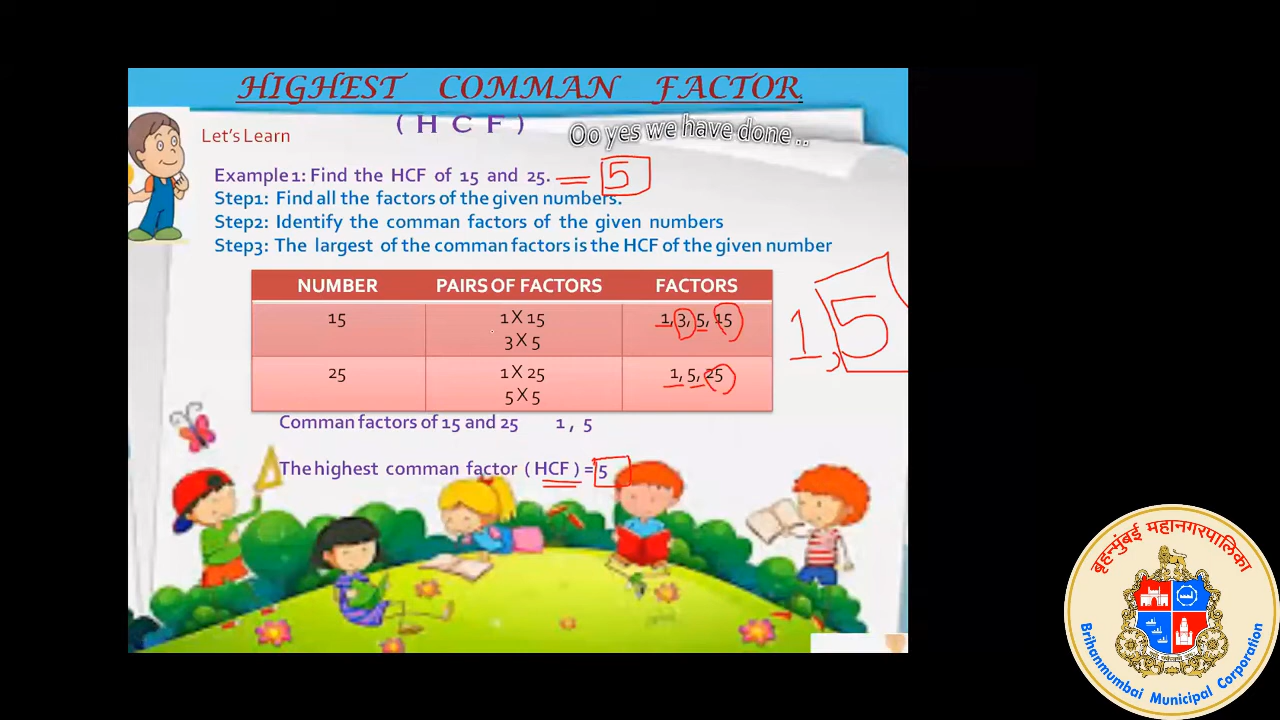 HIGHEST COMMAN FACTOR
( H C F )
Oo yes we have done ..
Let's Learn
Example 1: Find the HCF of 15 and 25. = 5
Step1: Find all the factors of the given numbers.
Step2: Identify the comman factors of the given numbers
Step3: The largest of the comman factors is the HCF of the given number
NUMBER PAIRS OF FACTORS FACTORS
15 1 X 15 1, 3, 5, 15
3 X 5
25 1 X 25 1, 5, 25
5 X 5
1, 5
Comman factors of 15 and 25 1 , 5
The highest comman factor ( HCF ) = 5
बृहन्मुंबई महानगरपालिका
Brihanmumbai Municipal Corporation